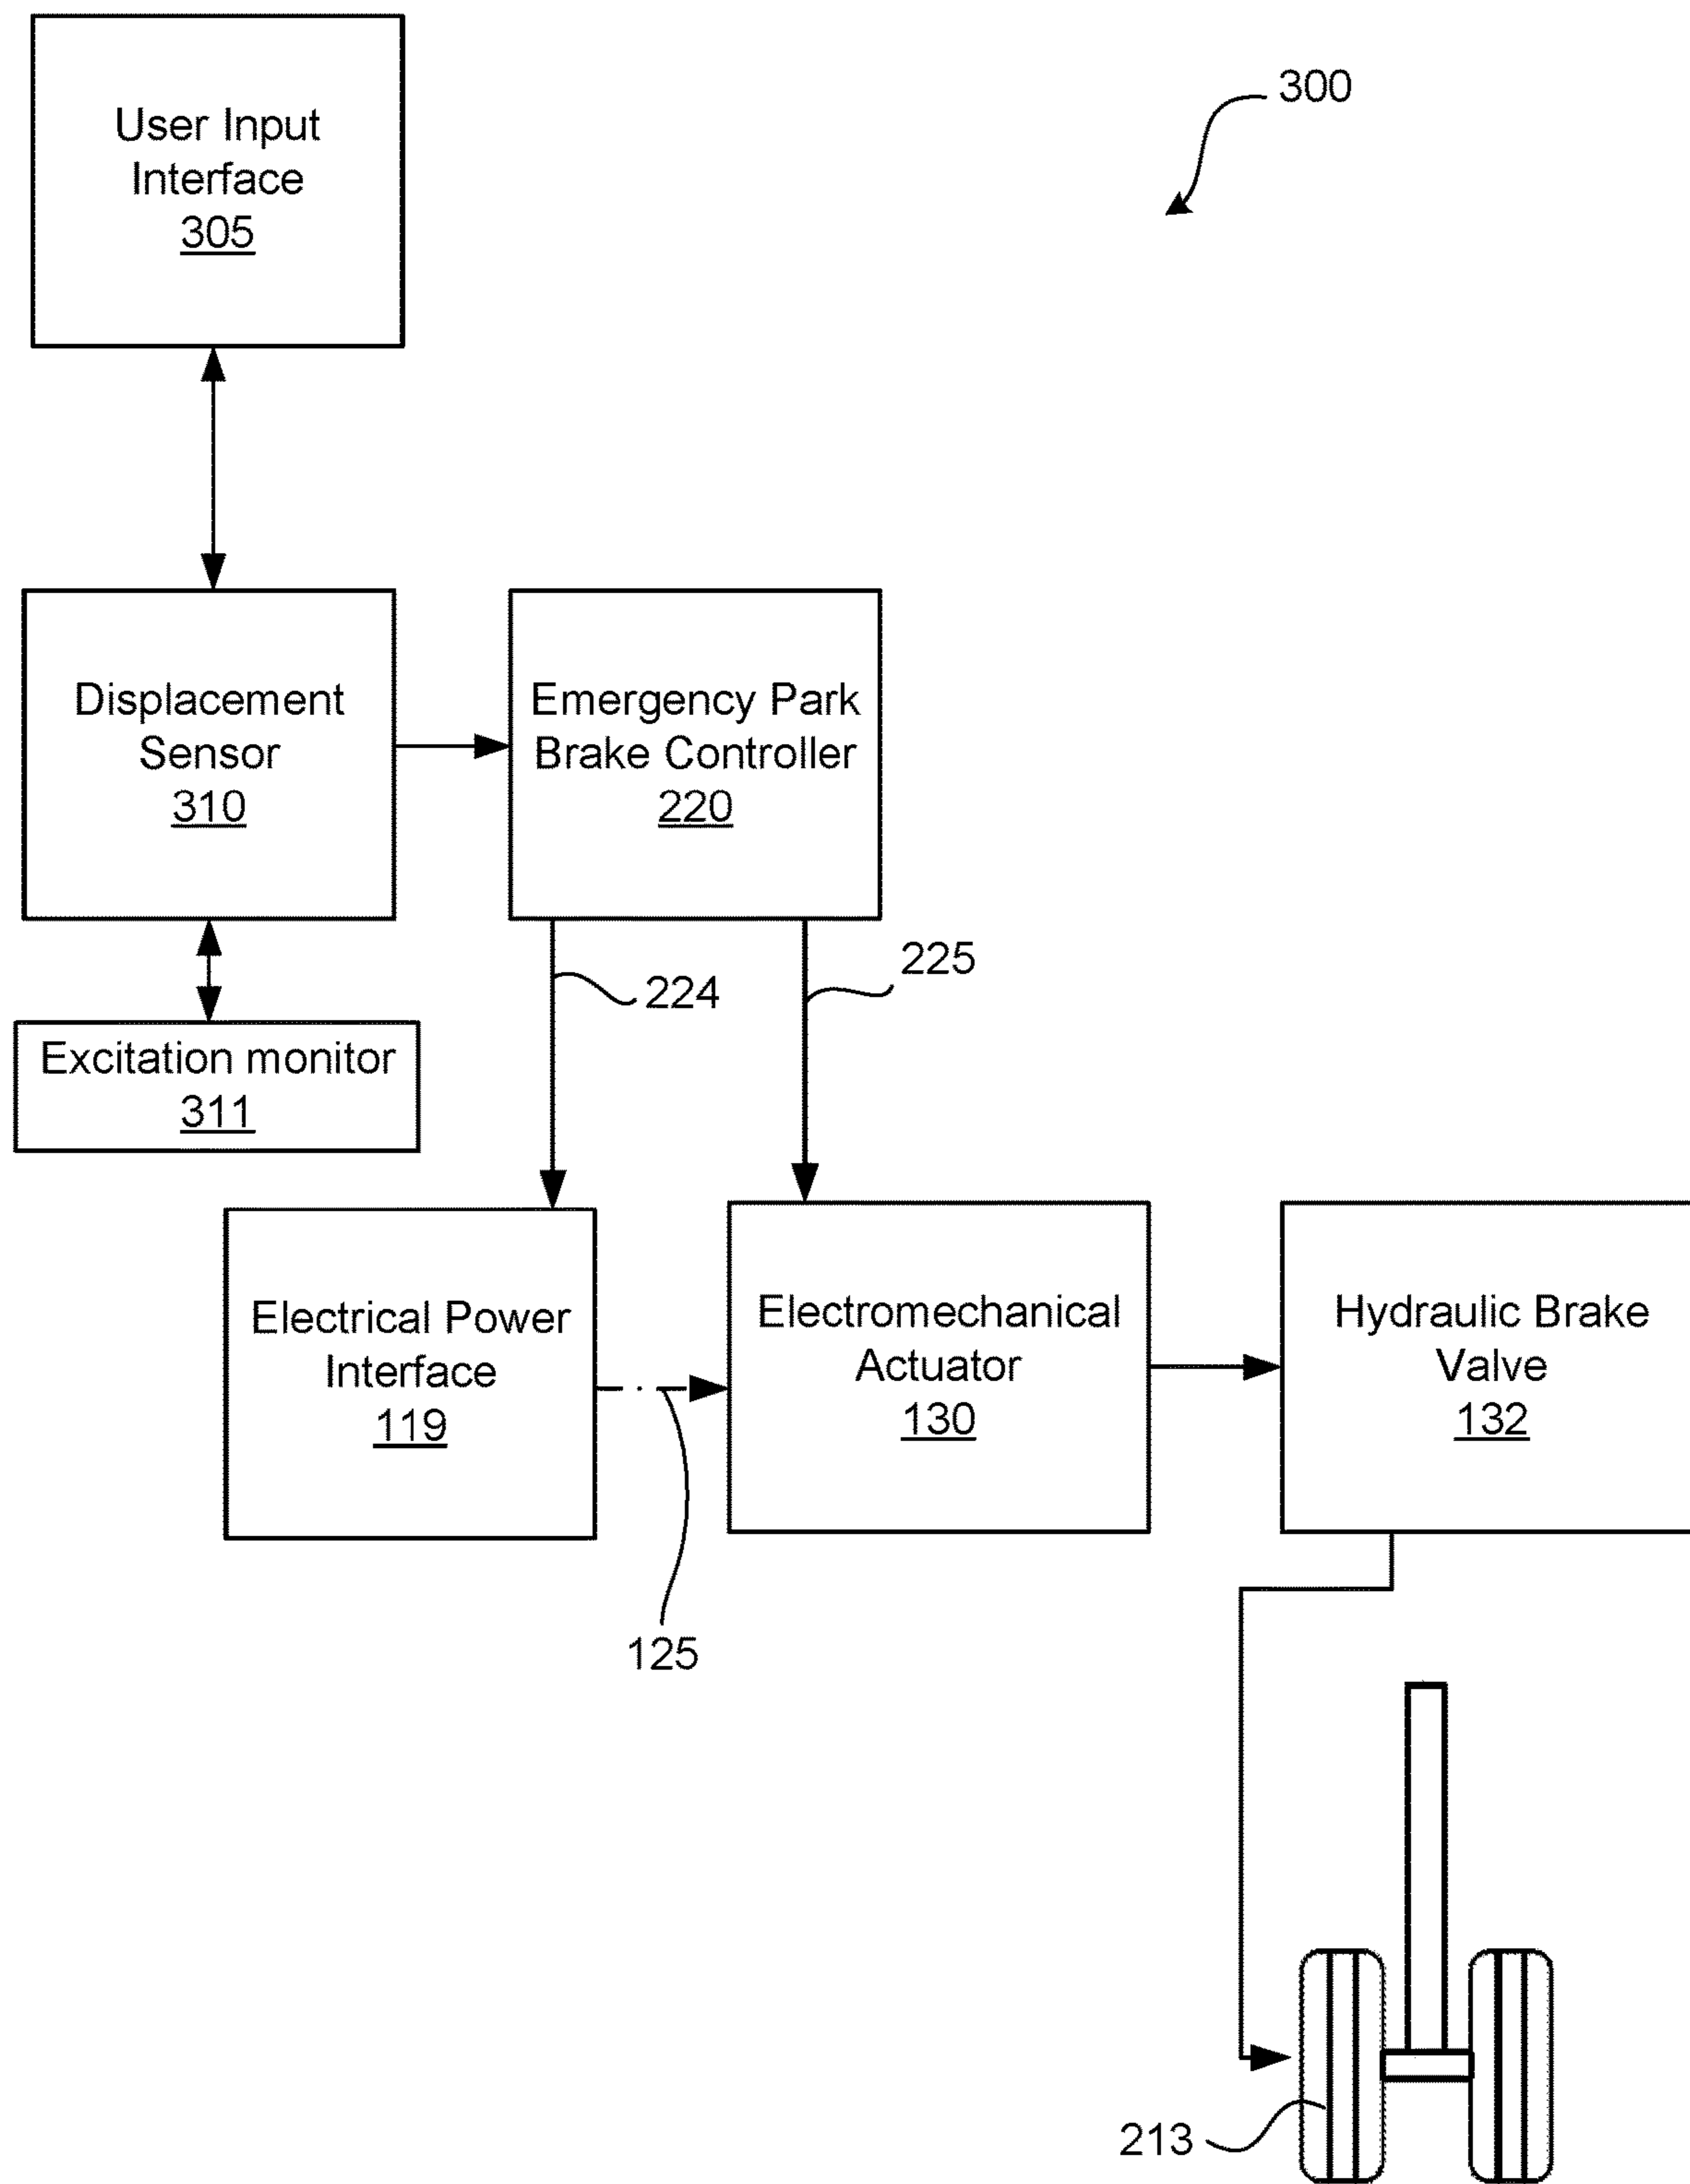 300
User Input
Interface
305
Displacement
Sensor
310
Emergency Park
Brake Controller
220
224
225
Excitation monitor
311
Electrical Power
Interface
119
Electromechanical
Actuator
130
Hydraulic Brake
Valve
132
125
213